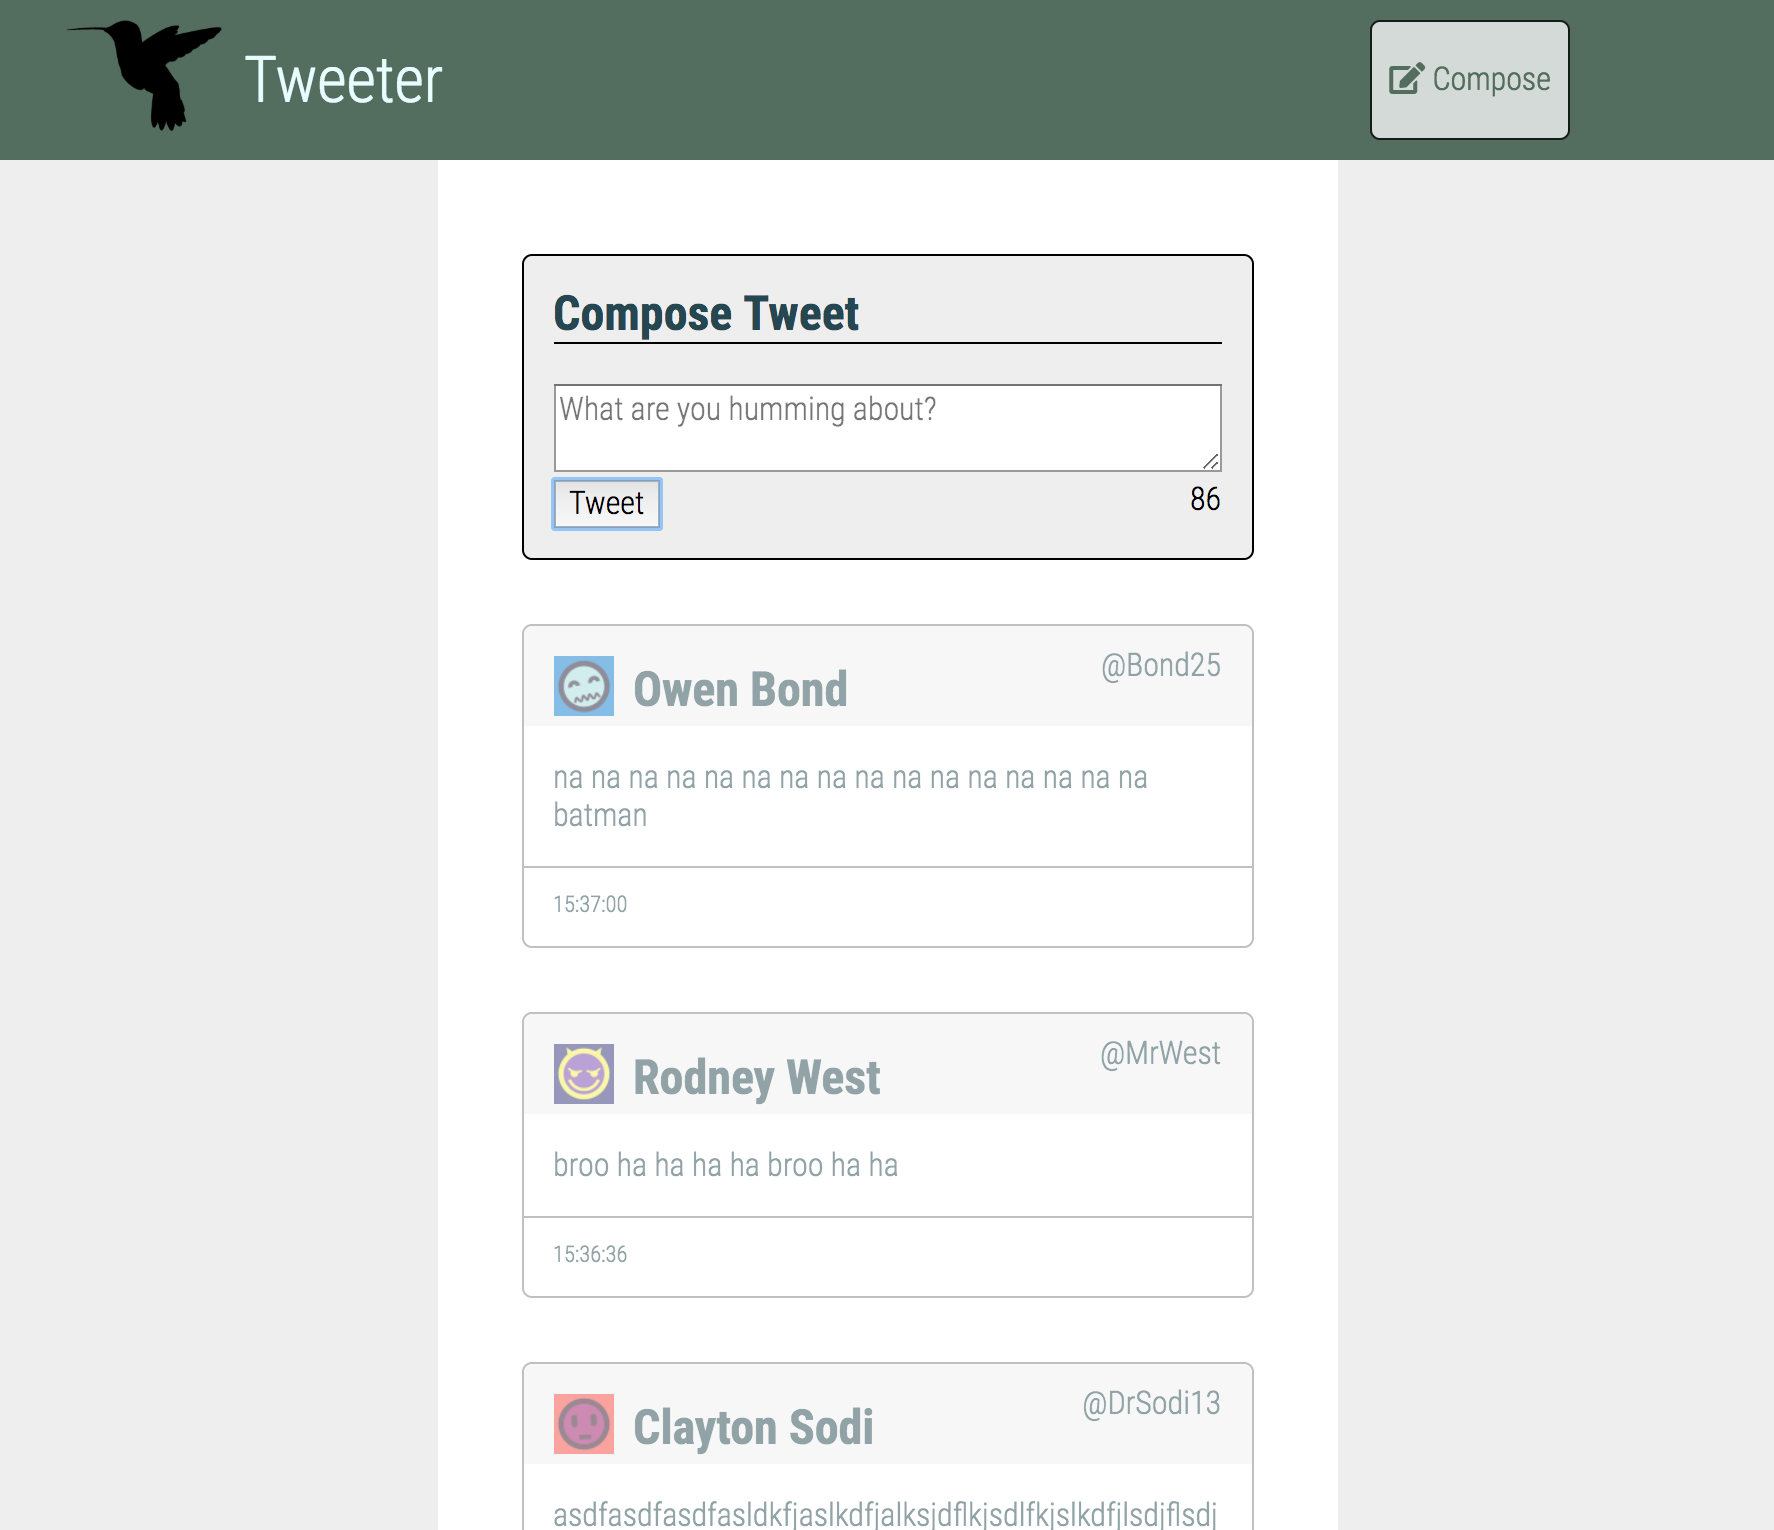 Tweeter
Compose
Compose Tweet
What are you humming about?
Tweet
86
Owen Bond
@Bond25
na na na na na na na na na na na na na na na na
batman
15:37:00
Rodney West
@MrWest
broo ha ha ha ha broo ha ha
15:36:36
Clayton Sodi
@DrSodi13
asdfasdfasdfasldkfjaslkdfjalksjdflkjsdlfkjslkdfjlsdjflsdj